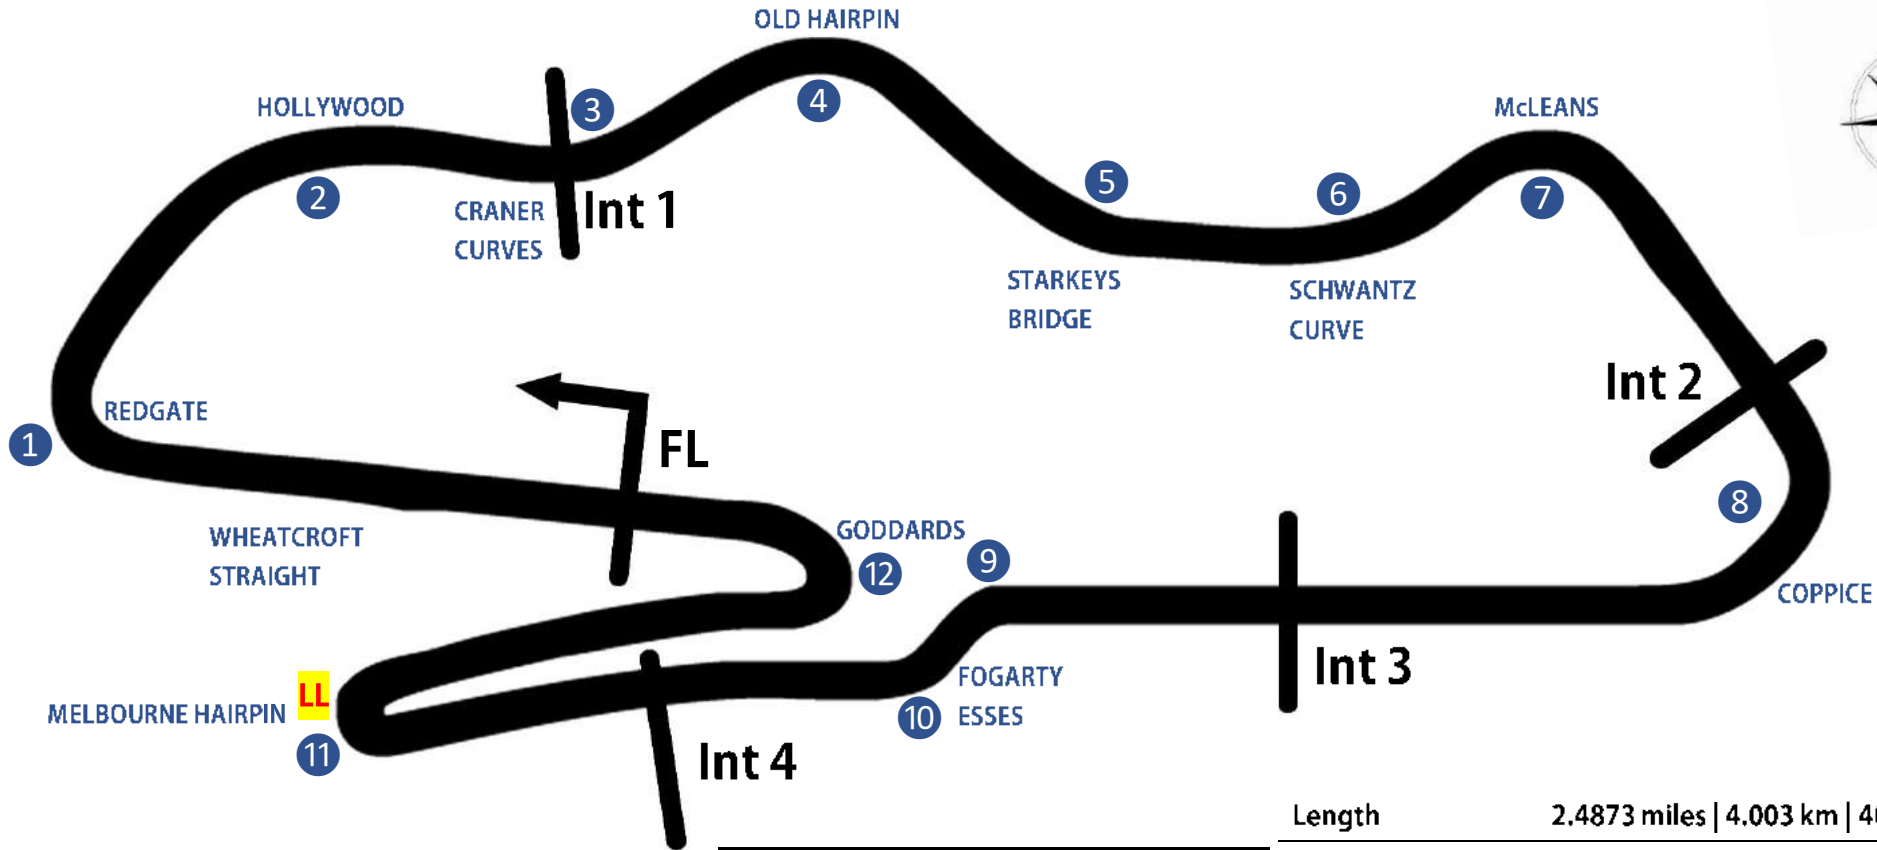 OLD HAIRPIN
HOLLYWOOD
3
4
McLEANS
2
CRANER
CURVES
Int 1
5
6
7
STARKEYS
BRIDGE
SCHWANTZ
CURVE
Int 2
REDGATE
1
FL
8
WHEATCROFT
STRAIGHT
GODDARDS
12
9
COPPICE
Int 3
MELBOURNE HAIRPIN
LL
11
FOGARTY
ESSES
10
Int 4
Length 2.4873 miles | 4.003 km |